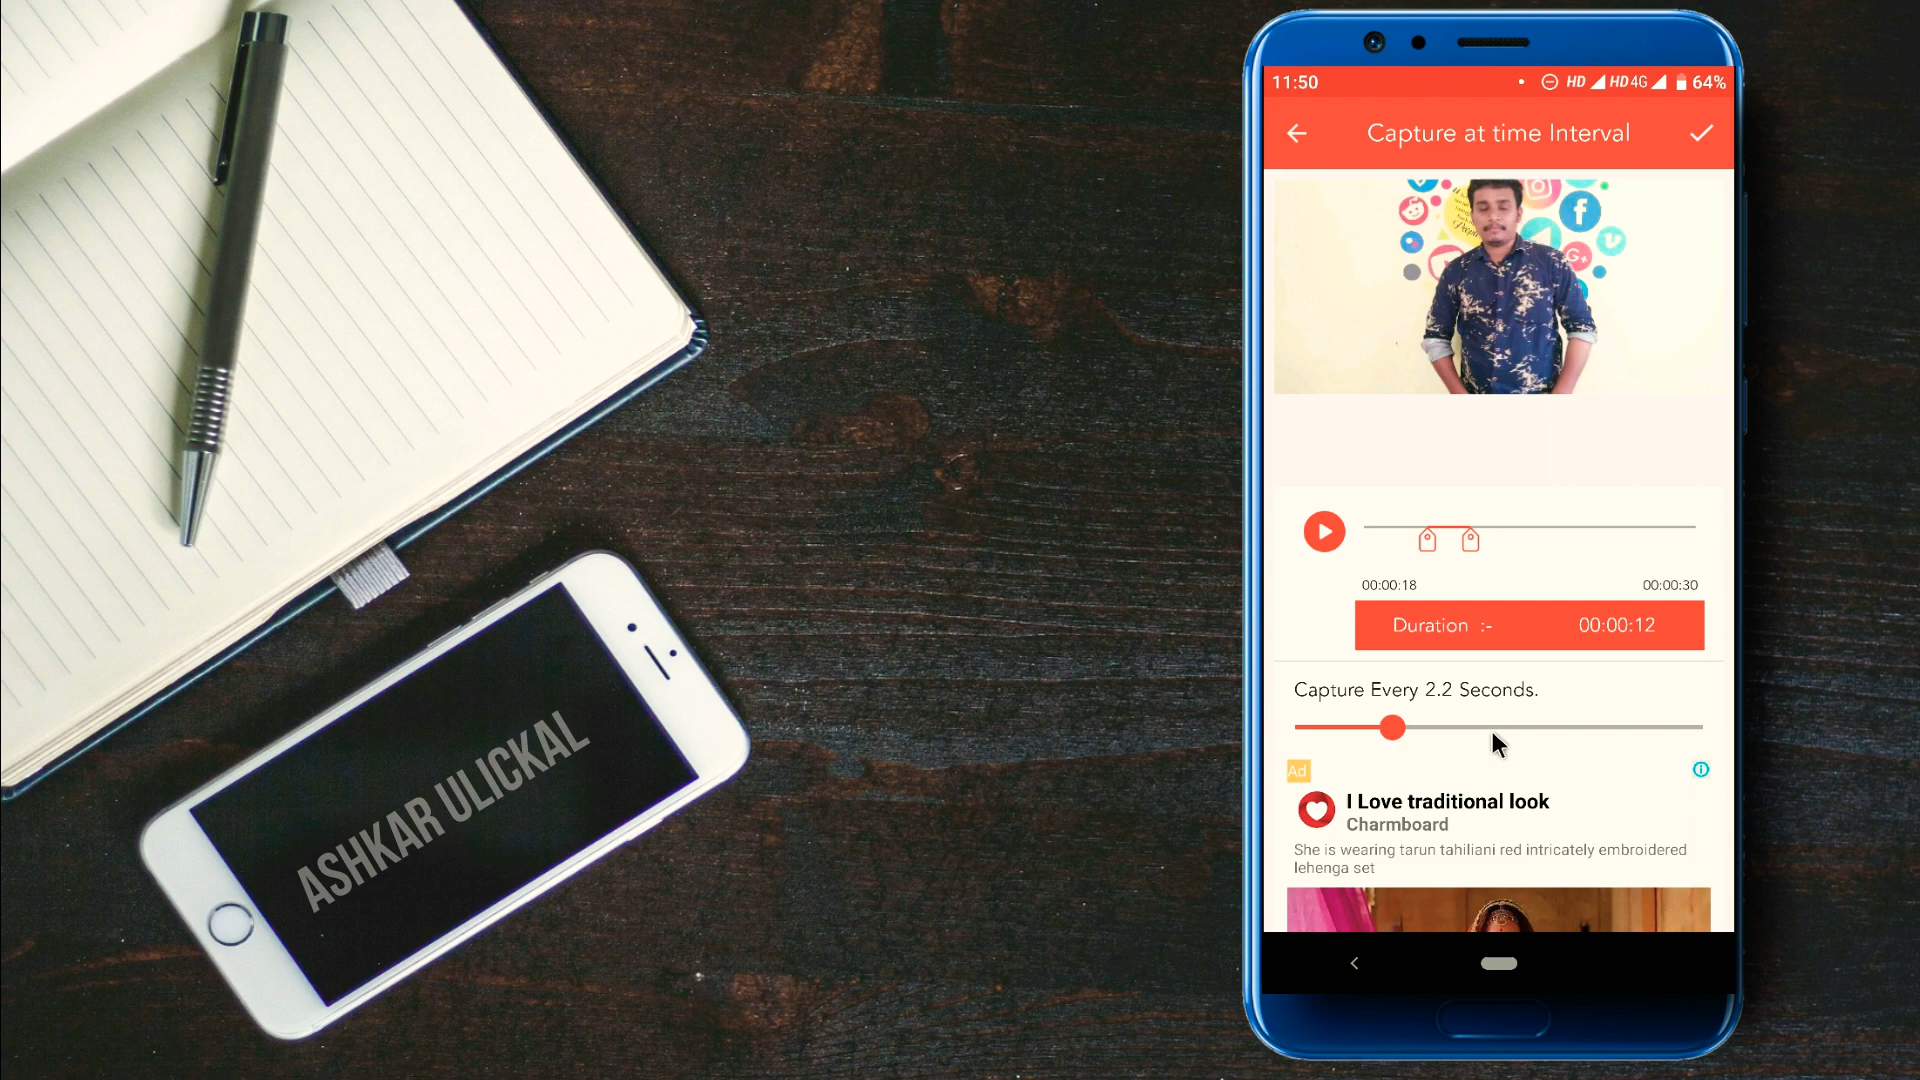 ASHKAR ULICKAL
11:50
HD HD 4G 64%
Capture at time Interval
00:00:18 00:00:30
Duration :- 00:00:12
Capture Every 2.2 Seconds.
Ad
I Love traditional look
Charmboard
She is wearing tarun tahiliani red intricately embroidered
lehenga set